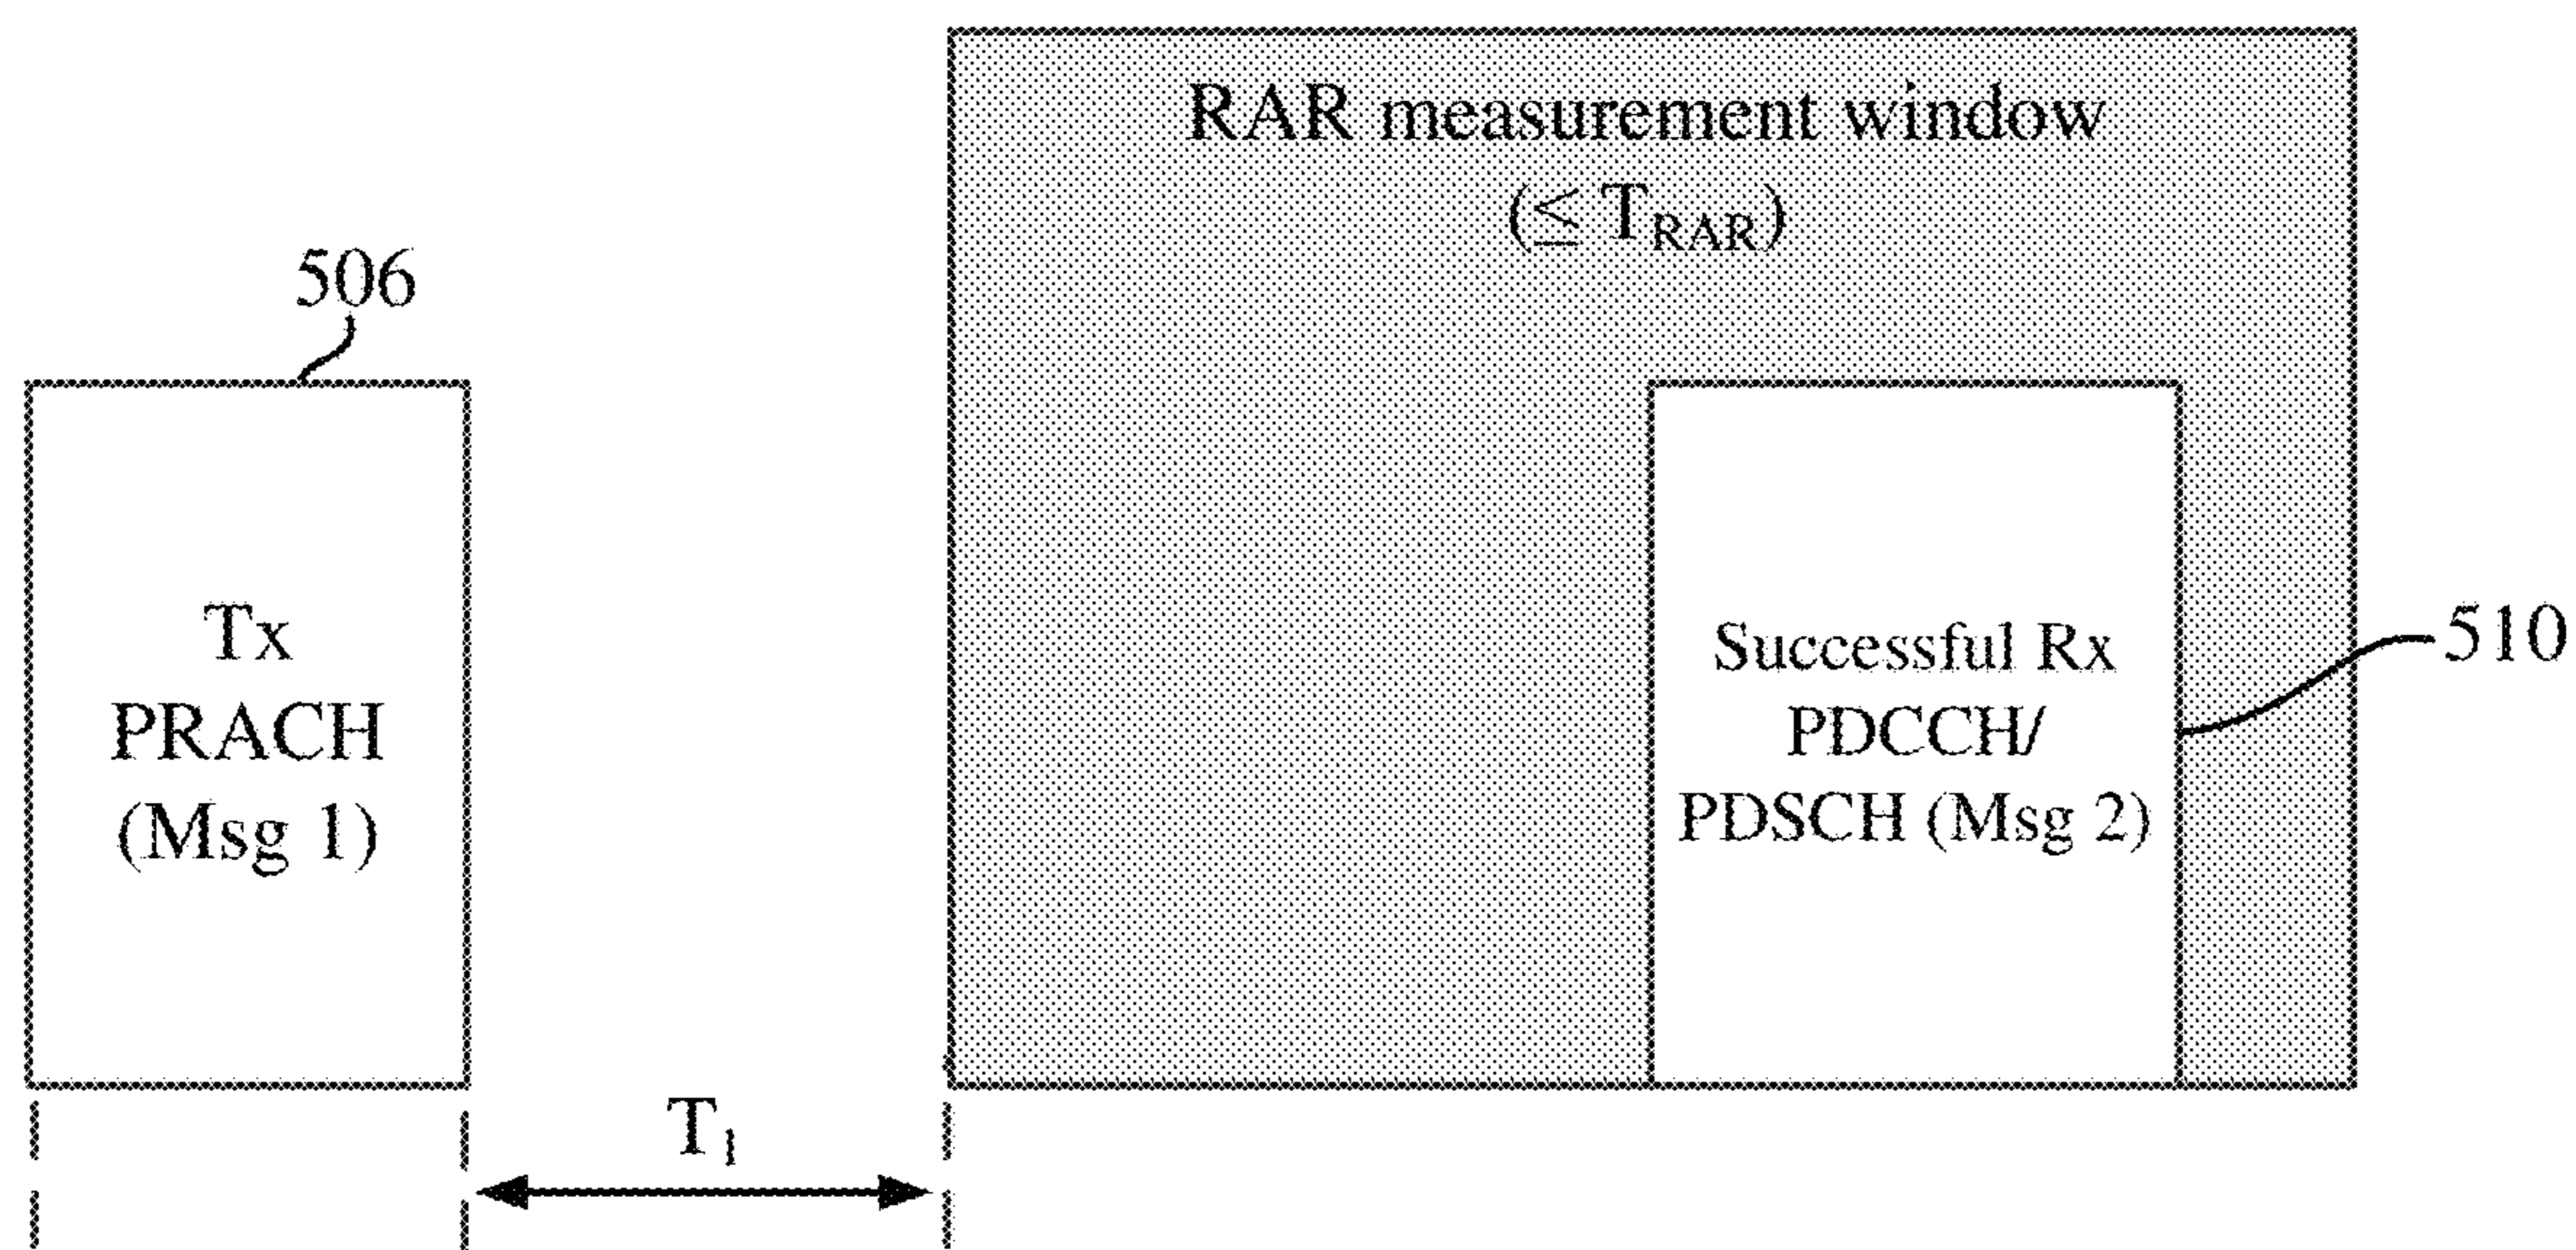 RAR measurement window
(≤ TRAR)
506
Tx
PRACH
(Msg 1)
Successful Rx
PDCCH/
PDSCH (Msg 2)
510
T1